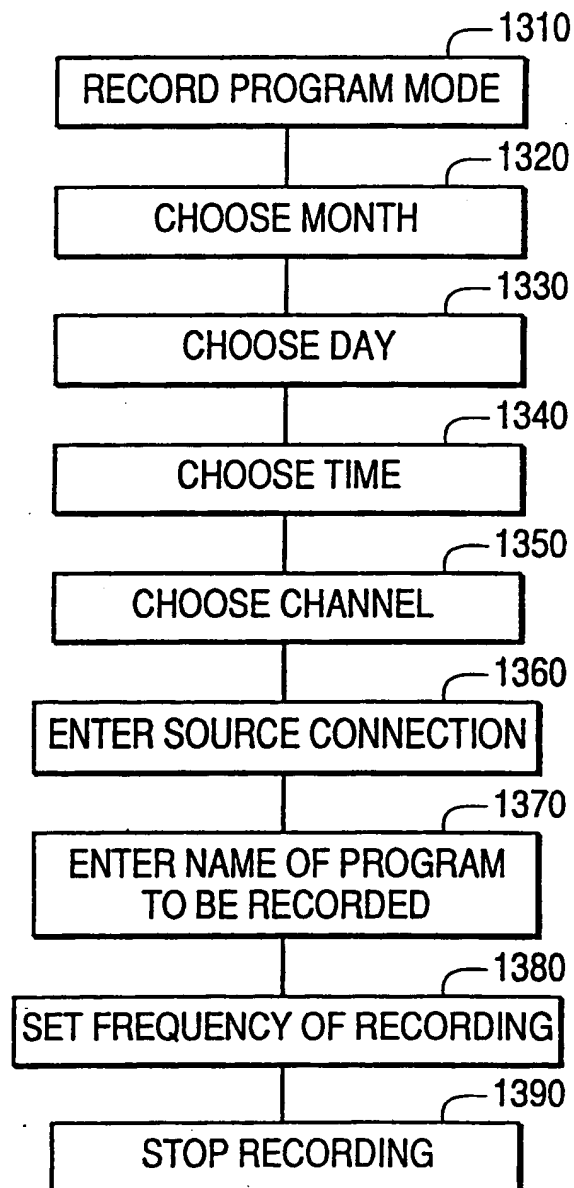 1310
RECORD PROGRAM MODE
1320
CHOOSE MONTH
1330
CHOOSE DAY
1340
CHOOSE TIME
1350
CHOOSE CHANNEL
1360
ENTER SOURCE CONNECTION
1370
ENTER NAME OF PROGRAM
TO BE RECORDED
1380
SET FREQUENCY OF RECORDING
1390
STOP RECORDING